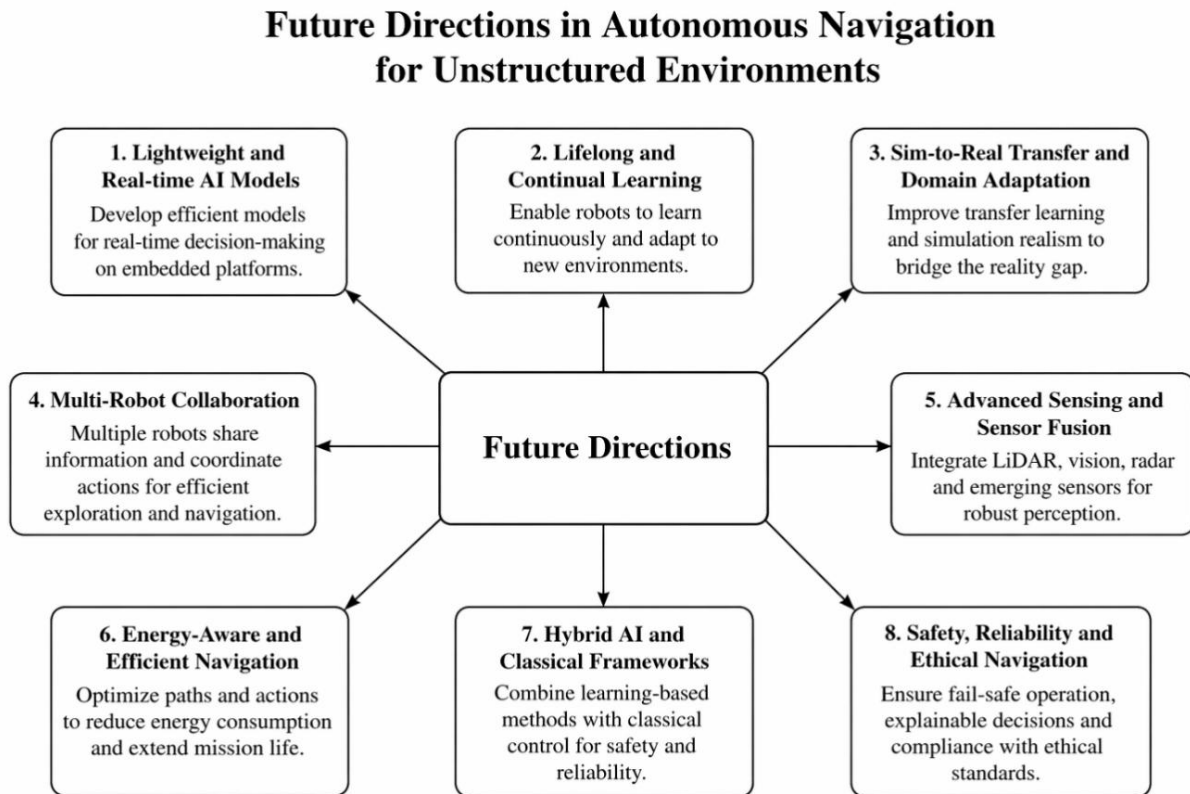 Future Directions in Autonomous Navigation
for Unstructured Environments
1. Lightweight and
Real-time AI Models
Develop efficient models
for real-time decision-making
on embedded platforms.
2. Lifelong and
Continual Learning
Enable robots to learn
continuously and adapt to
new environments.
3. Sim-to-Real Transfer and
Domain Adaptation
Improve transfer learning
and simulation realism to
bridge the reality gap.
4. Multi-Robot Collaboration
Multiple robots share
information and coordinate
actions for efficient
exploration and navigation.
Future Directions
5. Advanced Sensing and
Sensor Fusion
Integrate LiDAR, vision, radar
and emerging sensors for
robust perception.
6. Energy-Aware and
Efficient Navigation
Optimize paths and actions
to reduce energy consumption
and extend mission life.
7. Hybrid AI and
Classical Frameworks
Combine learning-based
methods with classical
control for safety and
reliability.
8. Safety, Reliability and
Ethical Navigation
Ensure fail-safe operation,
explainable decisions and
compliance with ethical
standards.